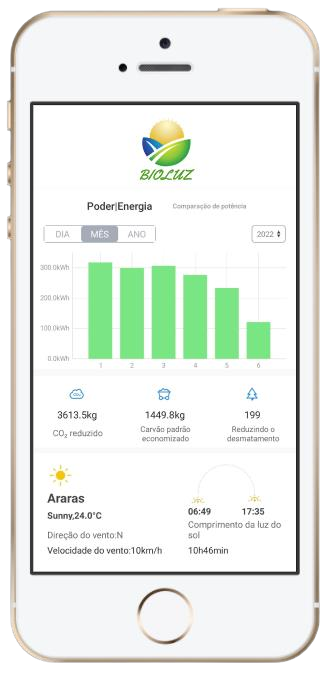 BIOLUZ
Poder|Energia Comparação de potência
DIA MÊS ANO 2022
300.0kWh
200.0kWh
100.0kWh
0.0kWh
1 2 3 4 5 6
CO₂
3613.5kg 1449.8kg 199
CO₂ reduzido Carvão padrão Reduzindo o
economizado desmatamento
Araras
Sunny,24.0°C
Direção do vento:N
Velocidade do vento:10km/h
06:49 17:35
Comprimento da luz do
sol
10h46min